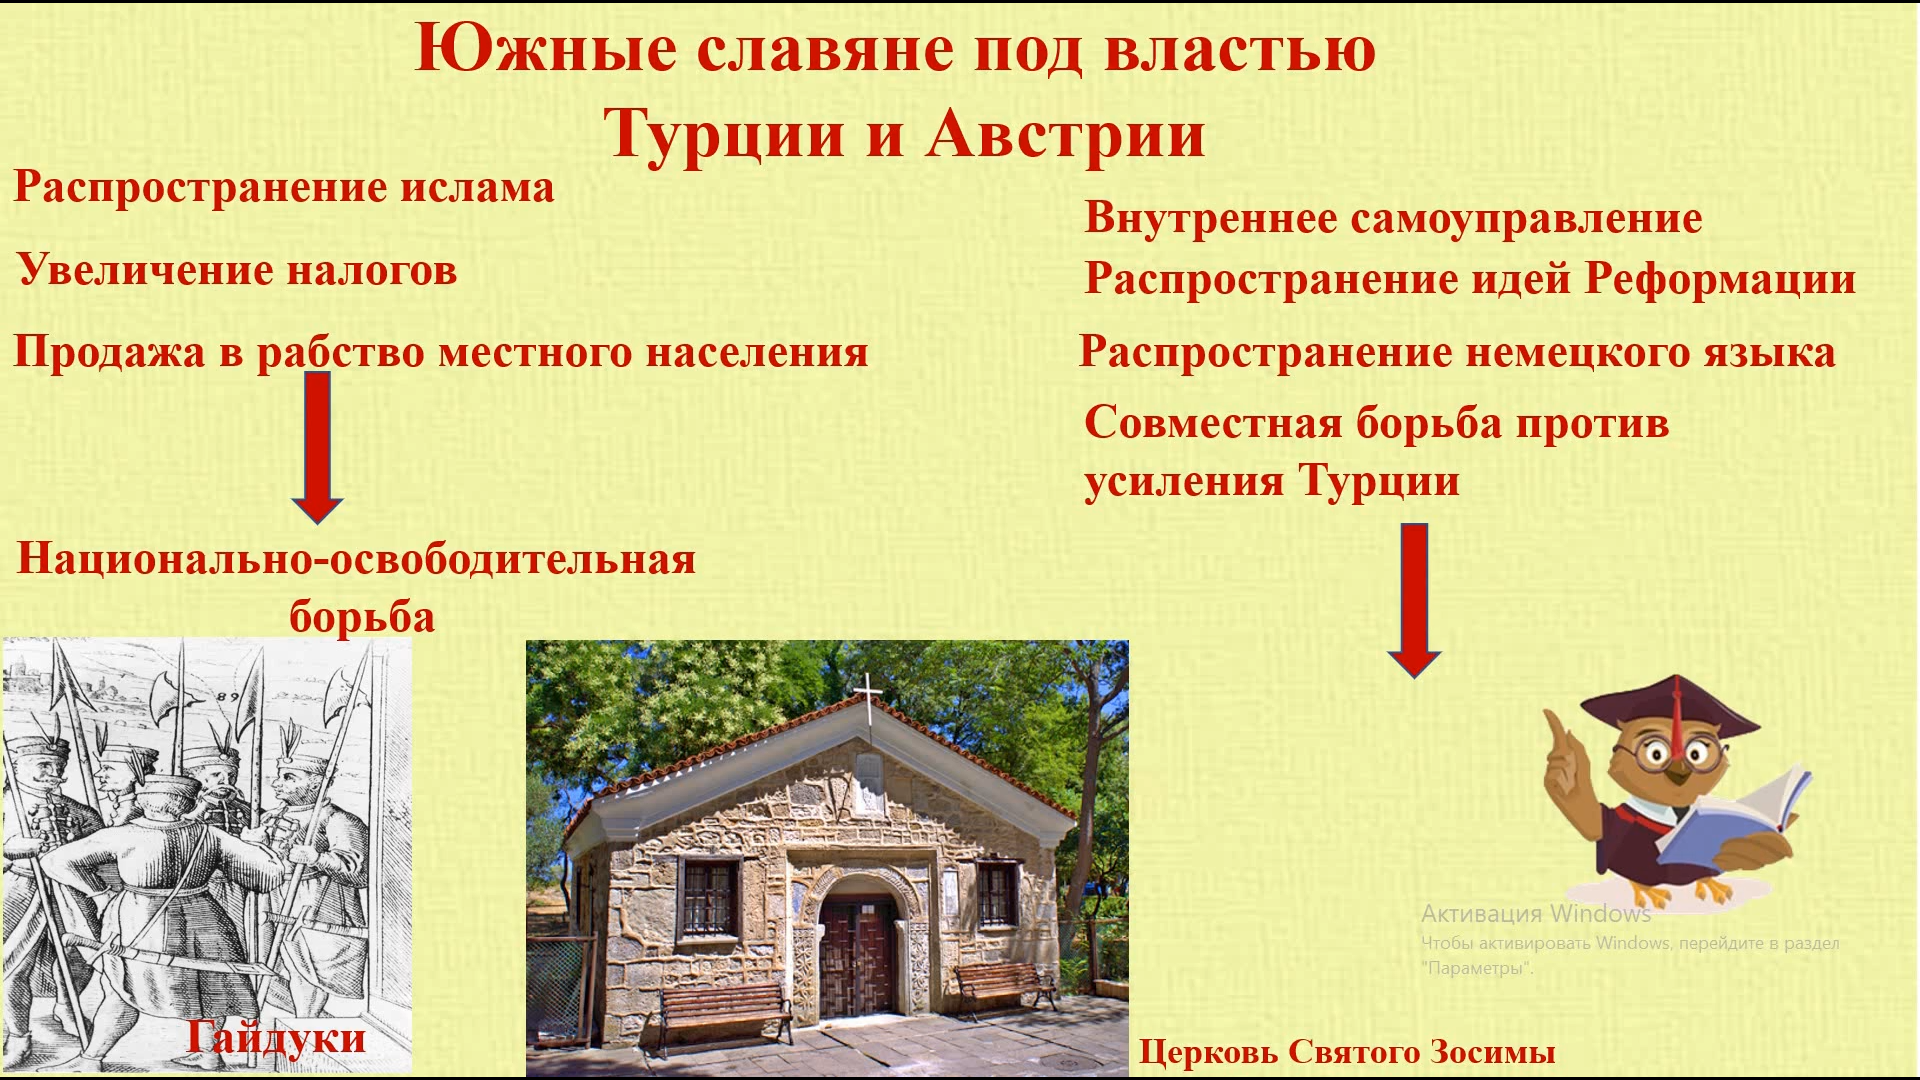 Южные славяне под властью
Турции и Австрии
Распространение ислама
Увеличение налогов
Продажа в рабство местного населения
Национально-освободительная
борьба
Внутреннее самоуправление
Распространение идей Реформации
Распространение немецкого языка
Совместная борьба против
усиления Турции
89
Гайдуки
Церковь Святого Зосимы
Активация Windows
Чтобы активировать Windows, перейдите в раздел
"Параметры".